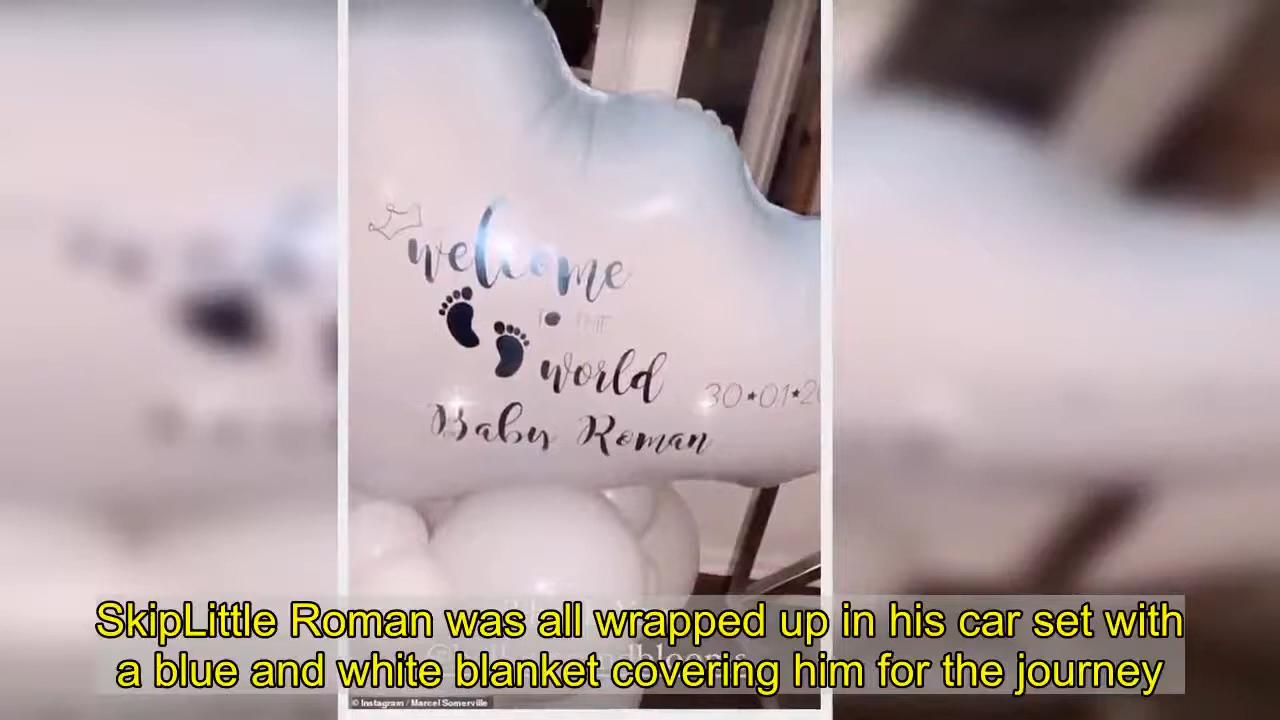 welcome
TO THE
world
30★01★20
Baby Roman
SkipLittle Roman was all wrapped up in his car set with
a blue and white blanket covering him for the journey
© Instagram / Marcel Somerville